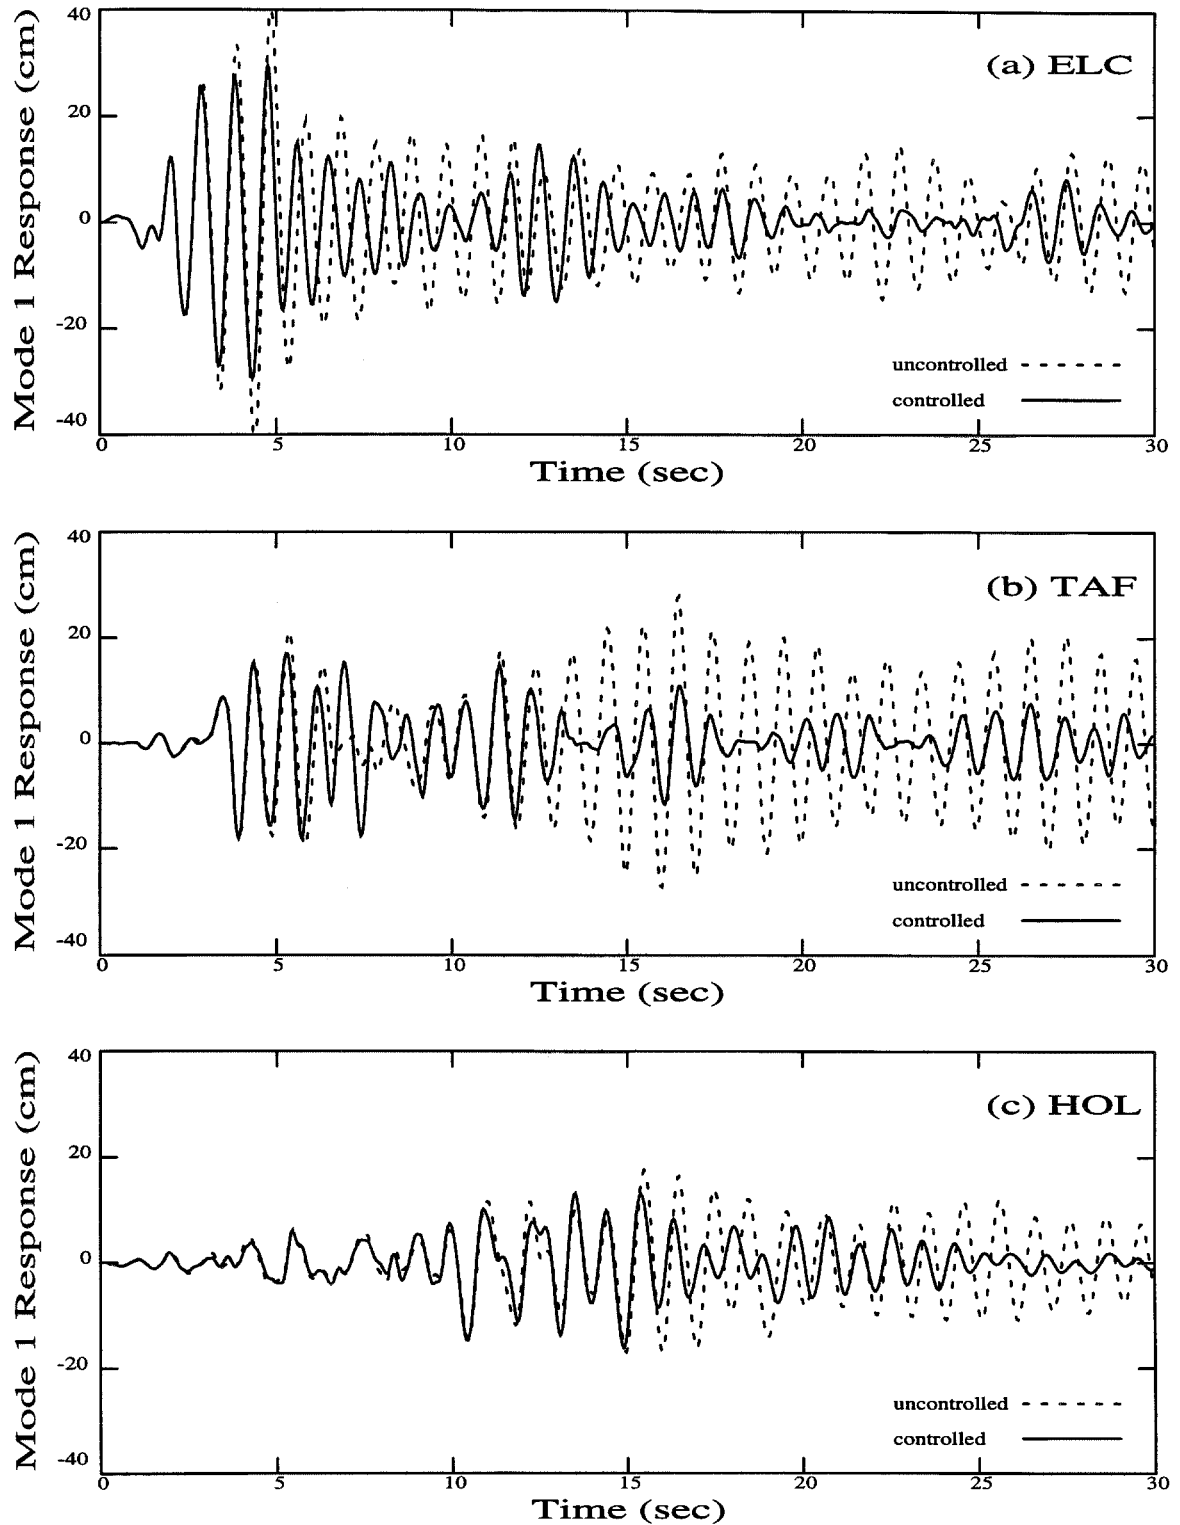 40
20
0
-20
-40
Mode 1 Response (cm)
(a) ELC
uncontrolled
controlled
0 5 10 15 20 25 30
Time (sec)
40
20
0
-20
-40
Mode 1 Response (cm)
(b) TAF
uncontrolled
controlled
0 5 10 15 20 25 30
Time (sec)
40
20
0
-20
-40
Mode 1 Response (cm)
(c) HOL
uncontrolled
controlled
0 5 10 15 20 25 30
Time (sec)